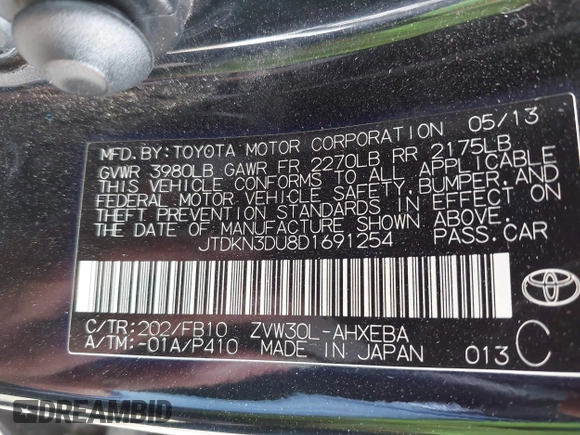 MFD. BY: TOYOTA MOTOR CORPORATION 05/13
GVWR 3980LB GAWR FR 2270LB RR 2175LB
THIS VEHICLE CONFORMS TO ALL APPLICABLE
FEDERAL MOTOR VEHICLE SAFETY, BUMPER, AND
THEFT PREVENTION STANDARDS IN EFFECT ON
THE DATE OF MANUFACTURE SHOWN ABOVE.
JTDKN3DU8D1691254 PASS. CAR
C/TR: 202/FB10 ZVW30L-AHXEBA
A/TM: -01A/P410 MADE IN JAPAN 013 C
DREAMBID